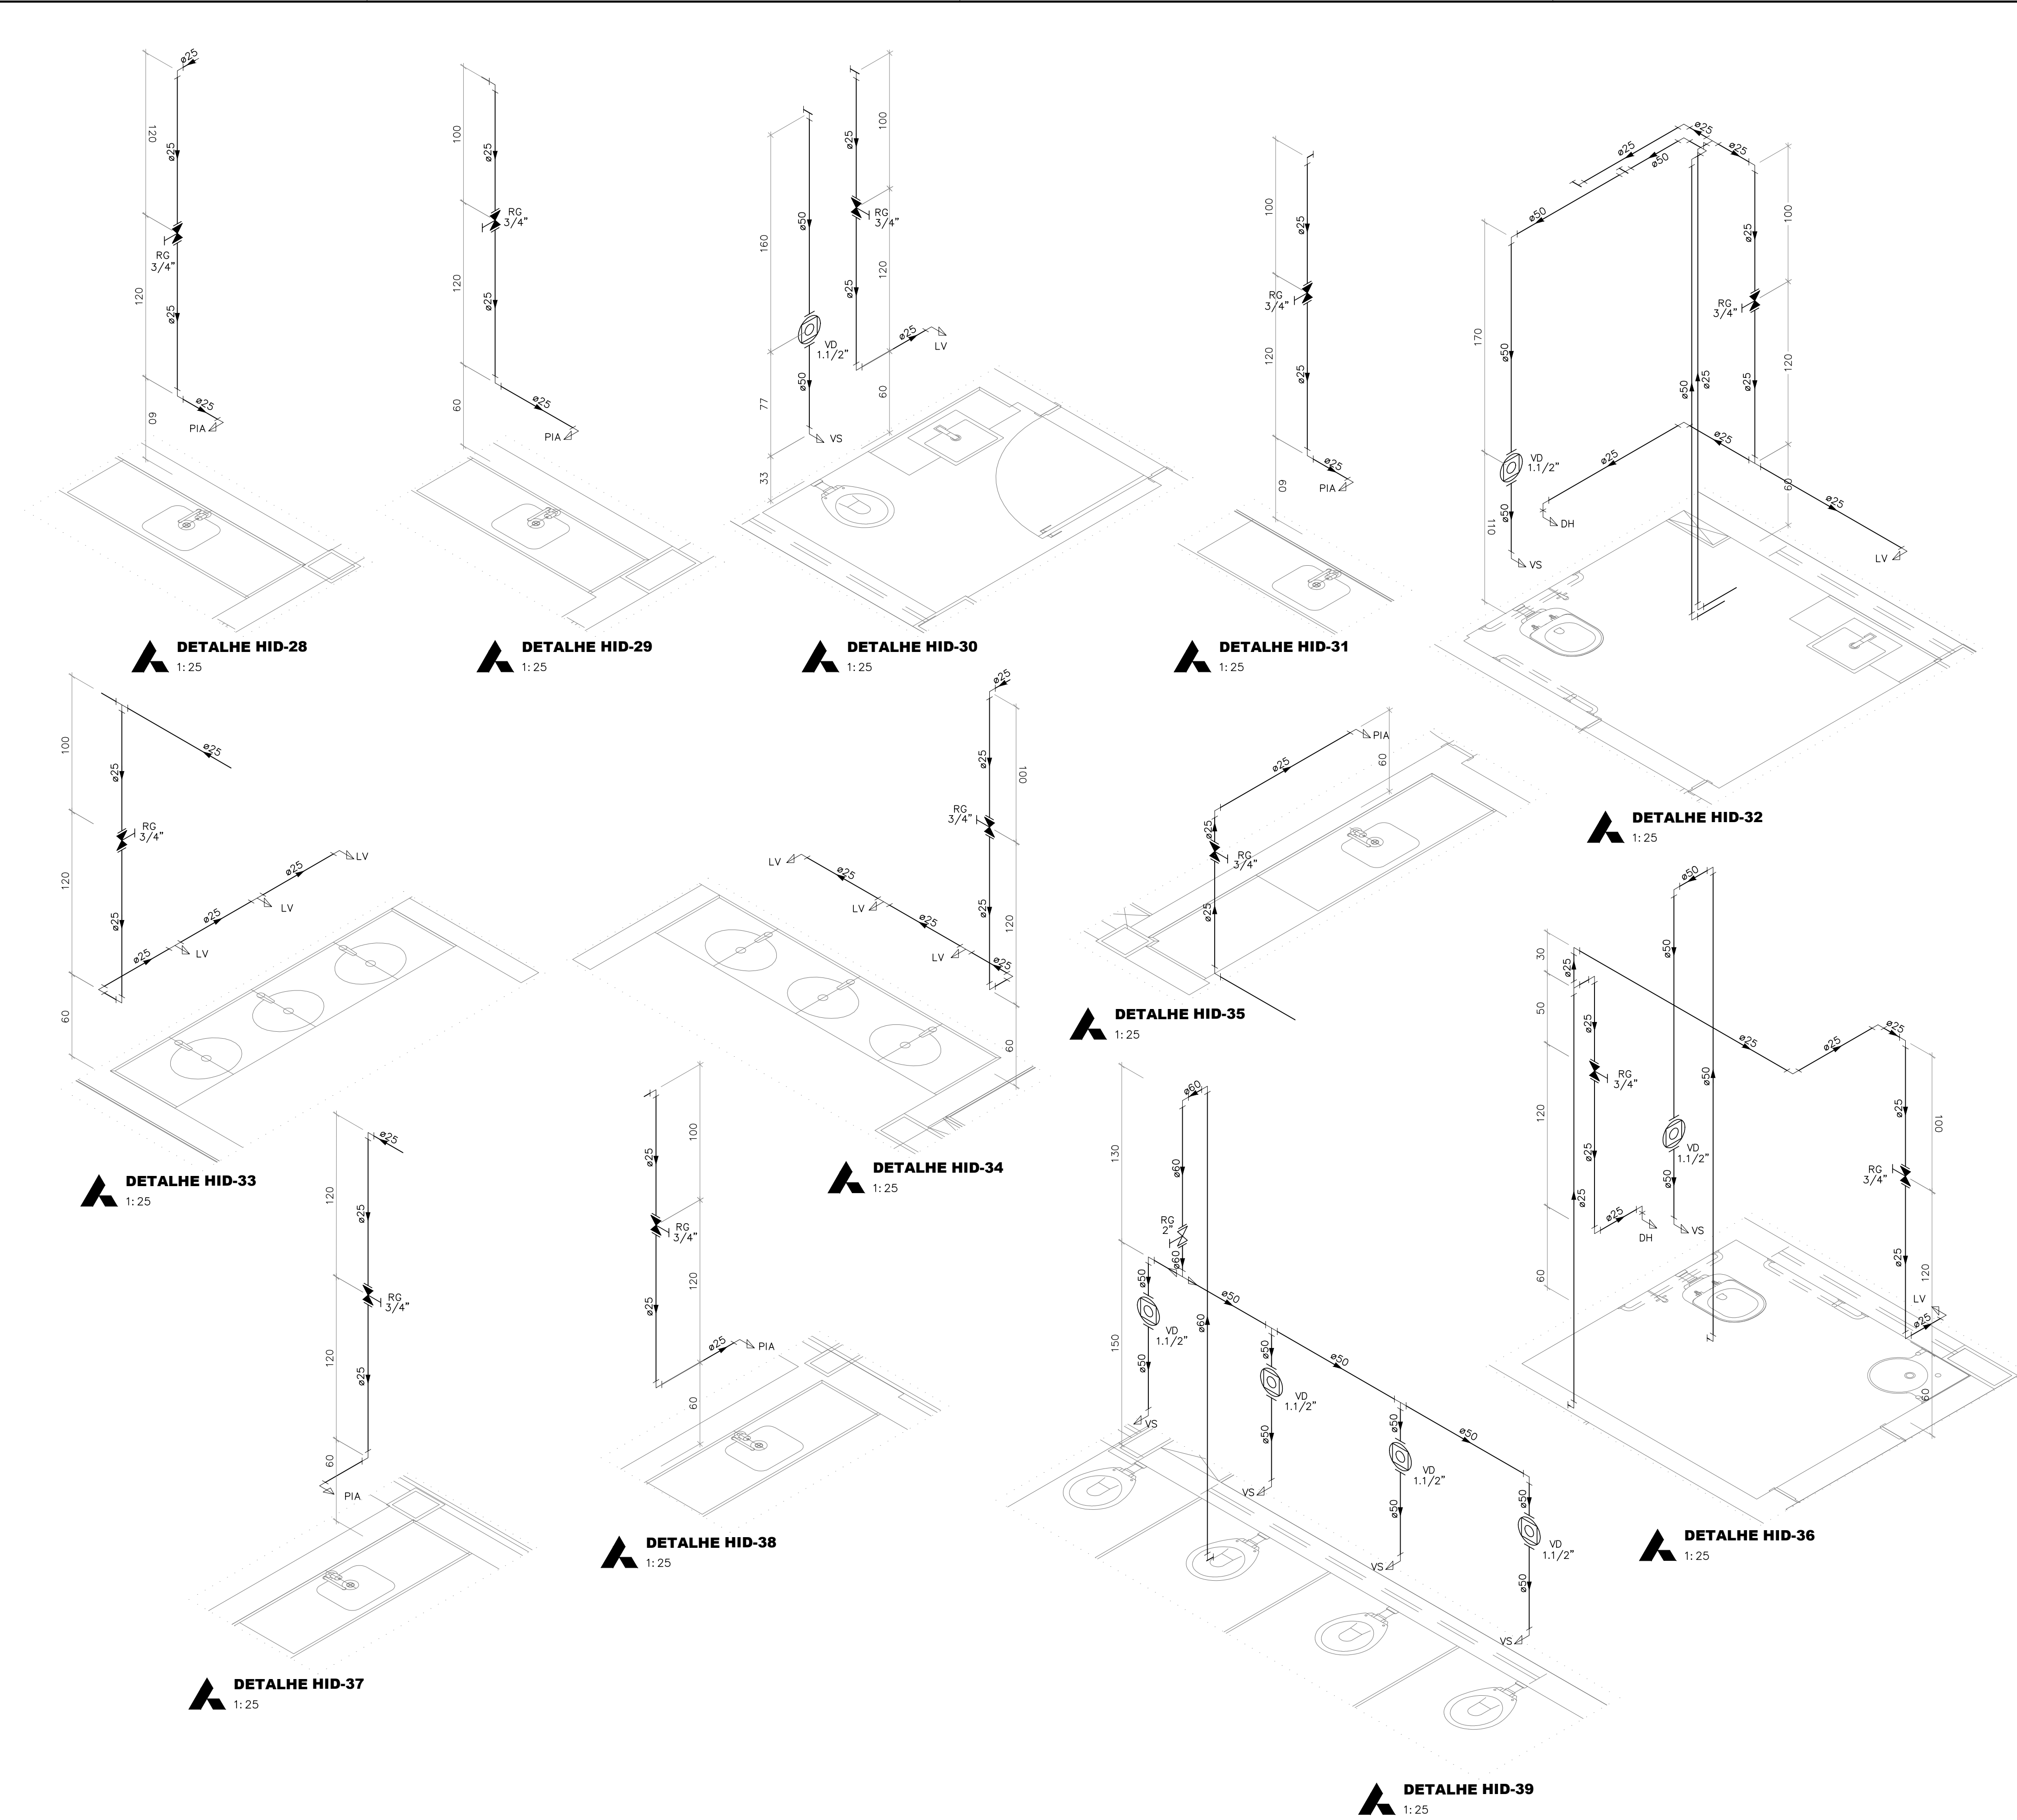 ø25
120
ø25
RG
3/4"
120
ø25
ø25
60
PIA
DETALHE HID-28
1:25
100
ø25
RG
3/4"
120
ø25
60
ø25
PIA
DETALHE HID-29
1:25
100
ø25
160
ø50
RG
3/4"
120
ø25
VD
1.1/2"
ø25
LV
ø50
77
60
VS
33
DETALHE HID-30
1:25
100
ø25
RG
3/4"
120
ø25
ø25
PIA
60
DETALHE HID-31
1:25
ø25
ø25
ø25
ø50
ø50
100
ø25
170
RG
3/4"
ø50
120
ø50
ø25
ø25
ø25
VD
1.1/2"
ø25
60
ø50
110
DH
ø25
VS
LV
DETALHE HID-32
1:25
100
ø25
ø25
RG
3/4"
120
ø25
ø25
LV
ø25
LV
ø25
LV
60
DETALHE HID-33
1:25
ø25
ø25
100
RG
3/4"
LV
ø25
LV
ø25
ø25
120
LV
ø25
60
DETALHE HID-34
1:25
PIA
60
ø25
ø25
RG
3/4"
ø25
DETALHE HID-35
1:25
ø50
30
ø50
ø25
50
ø25
ø25
ø25
ø25
RG
3/4"
ø50
120
ø25
100
VD
1.1/2"
ø25
RG
3/4"
ø50
ø25
ø25
VS
DH
60
ø25
120
LV
ø25
60
DETALHE HID-36
1:25
ø25
120
ø25
RG
3/4"
120
ø25
60
PIA
DETALHE HID-37
1:25
100
ø25
RG
3/4"
120
ø25
ø25
PIA
60
DETALHE HID-38
1:25
ø60
130
ø60
RG
2"
ø60
ø50
ø50
VD
1.1/2"
ø60
150
ø50
ø50
ø50
VD
1.1/2"
VS
ø50
ø50
ø50
VD
1.1/2"
VS
ø50
ø50
VD
1.1/2"
VS
ø50
VS
DETALHE HID-39
1:25